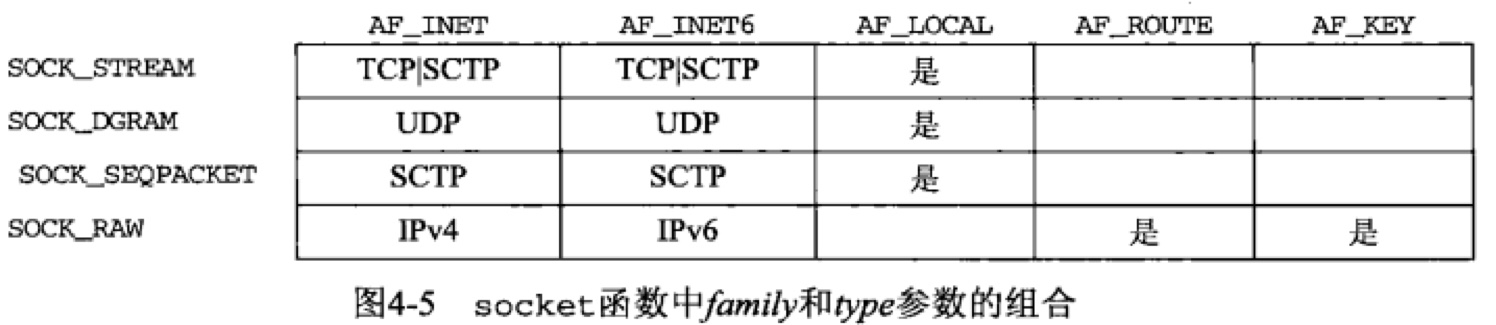 AF_INET AF_INET6 AF_LOCAL AF_ROUTE AF_KEY
SOCK_STREAM TCP|SCTP TCP|SCTP 是
SOCK_DGRAM UDP UDP 是
SOCK_SEQPACKET SCTP SCTP 是
SOCK_RAW IPv4 IPv6 是 是
图4-5 socket函数中family和type参数的组合